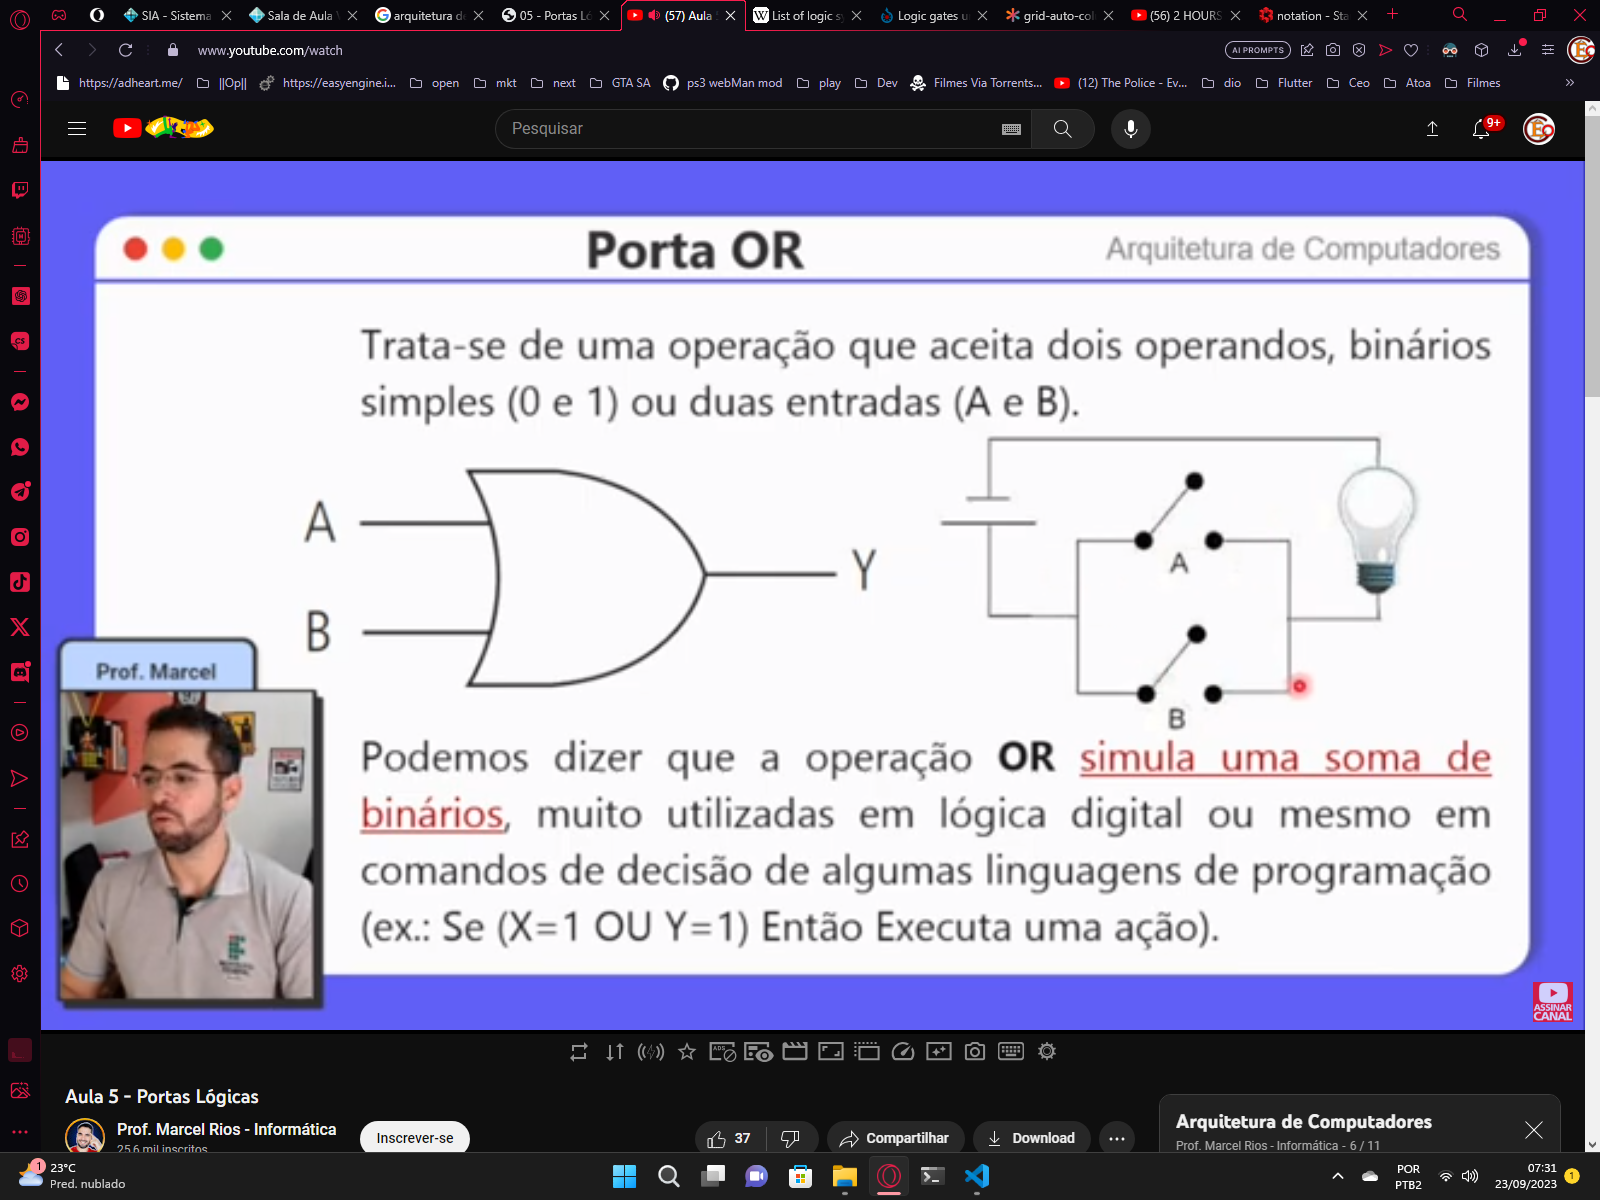 SIA - Sistema
Sala de Aula
arquitetura de
05 - Portas Ló
(57) Aula
List of logic sy
Logic gates u
grid-auto-col
(56) 2 HOURS
notation - Sta
www.youtube.com/watch
AI PROMPTS
https://adheart.me/
||Op||
https://easyengine.i...
open
mkt
next
GTA SA
ps3 webMan mod
play
Dev
Filmes Via Torrents...
(12) The Police - Ev...
dio
Flutter
Ceo
Atoa
Filmes
Pesquisar
9+
Porta OR
Arquitetura de Computadores
Trata-se de uma operação que aceita dois operandos, binários
simples (0 e 1) ou duas entradas (A e B).
A
B
Y
A
B
Prof. Marcel
Podemos dizer que a operação OR simula uma soma de
binários, muito utilizadas em lógica digital ou mesmo em
comandos de decisão de algumas linguagens de programação
(ex.: Se (X=1 OU Y=1) Então Executa uma ação).
ASSINAR
CANAL
ADS
Aula 5 - Portas Lógicas
Prof. Marcel Rios - Informática
25,6 mil inscritos
Inscrever-se
37
Compartilhar
Download
Arquitetura de Computadores
Prof. Marcel Rios - Informática - 6 / 11
1
23°C
Pred. nublado
POR
PTB2
07:31
23/09/2023
1